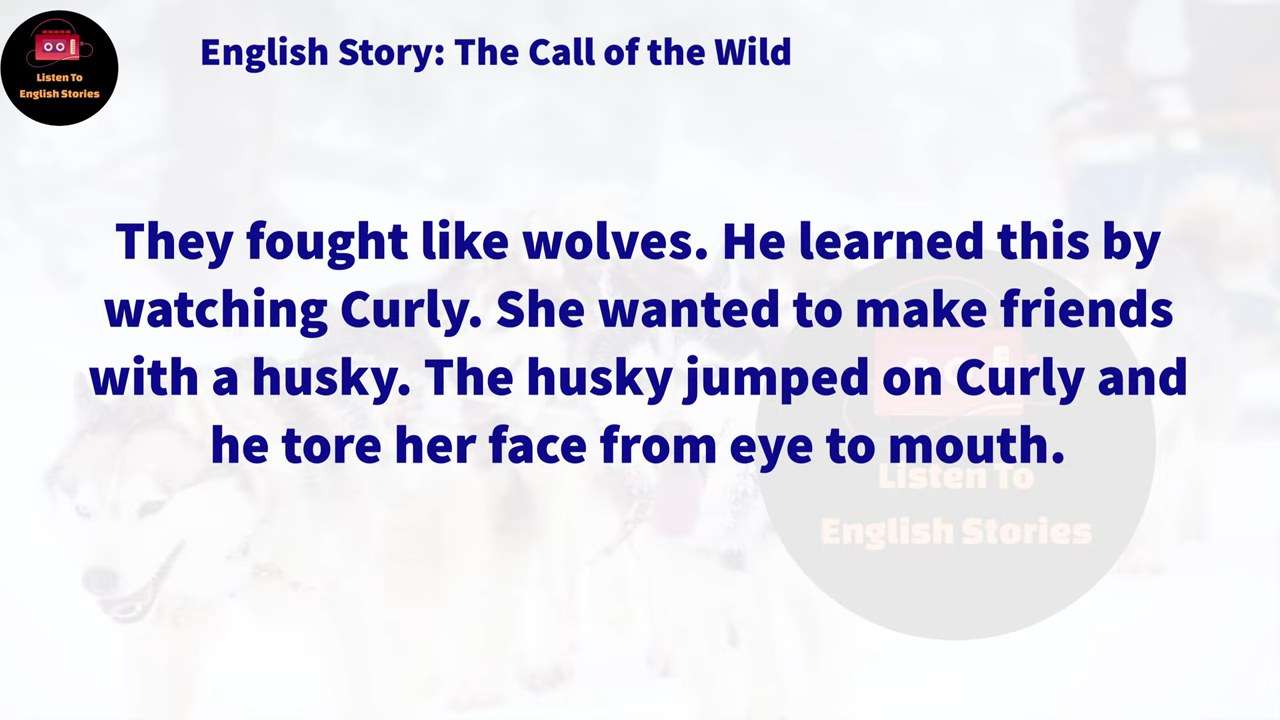 Listen To
English Stories
English Story: The Call of the Wild
They fought like wolves. He learned this by
watching Curly. She wanted to make friends
with a husky. The husky jumped on Curly and
he tore her face from eye to mouth.
Listen To
English Stories